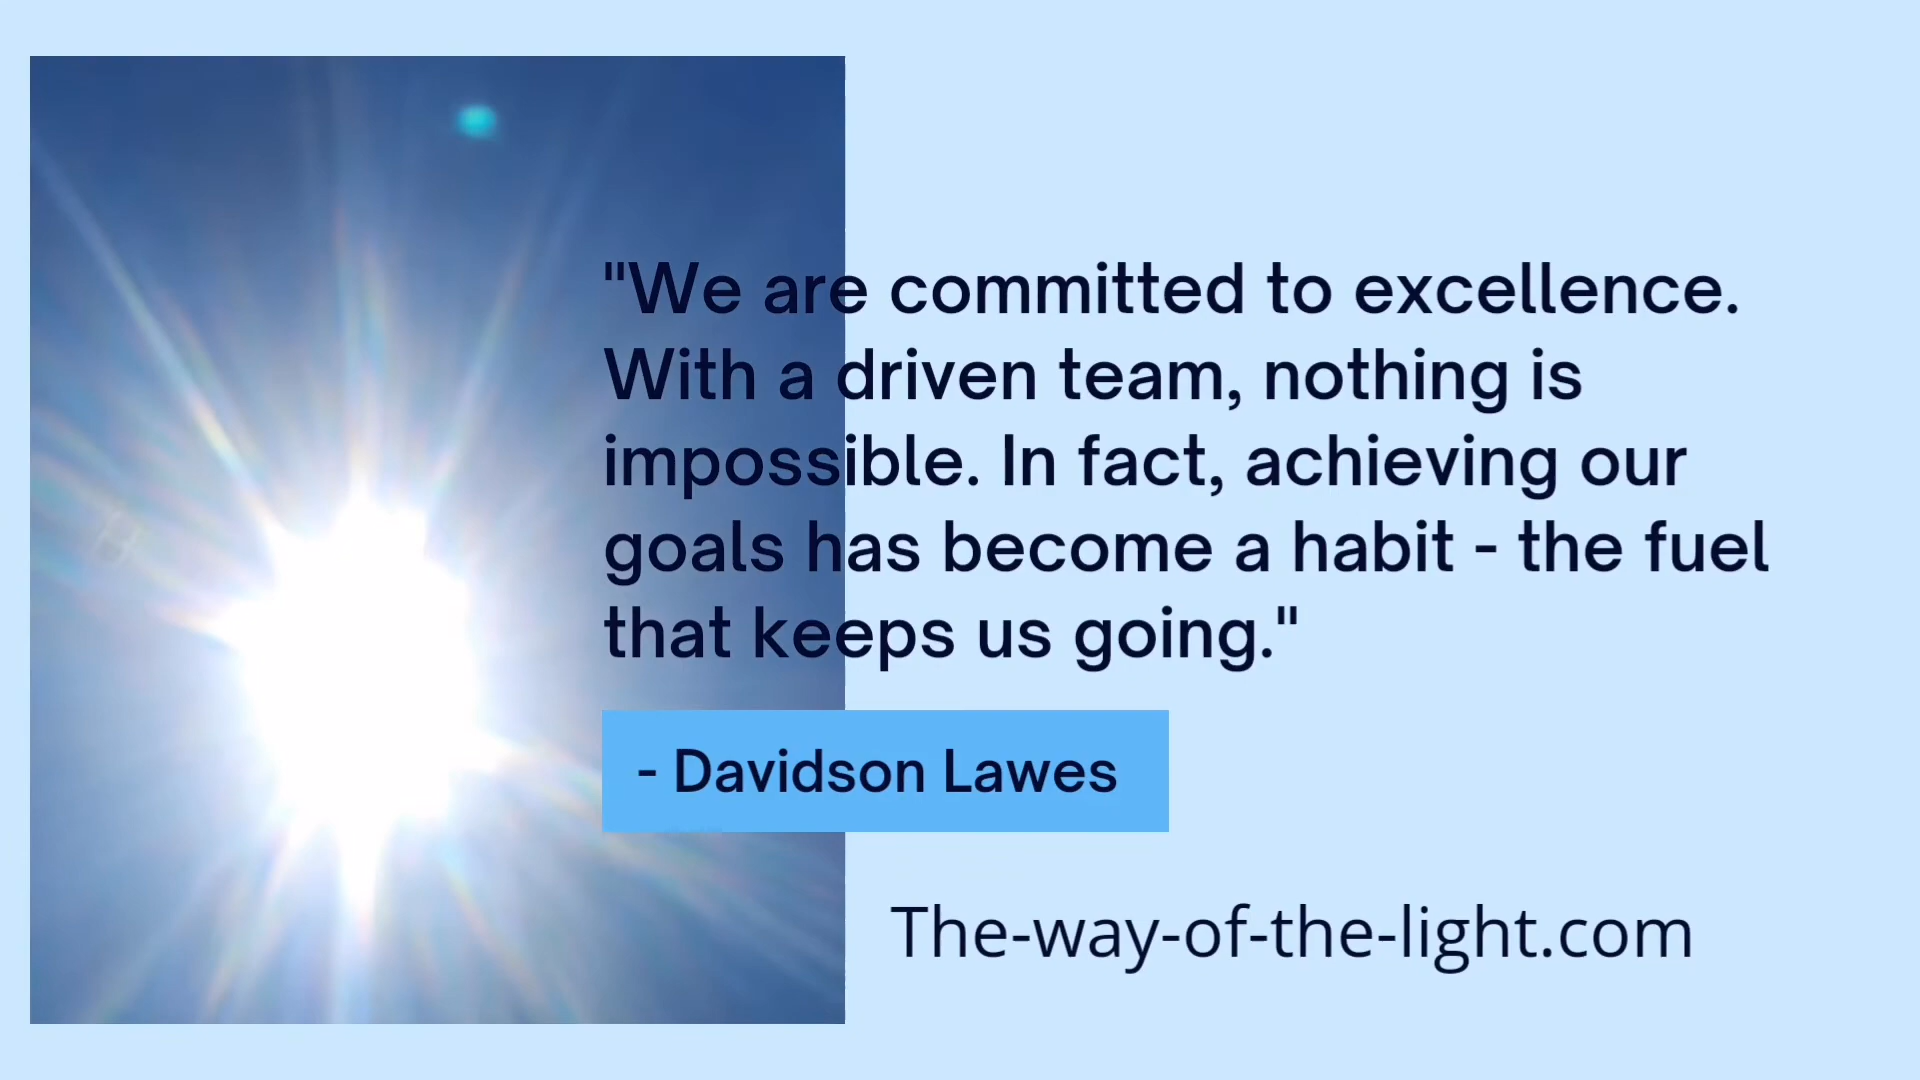 "We are committed to excellence.
With a driven team, nothing is
impossible. In fact, achieving our
goals has become a habit - the fuel
that keeps us going."
- Davidson Lawes
The-way-of-the-light.com